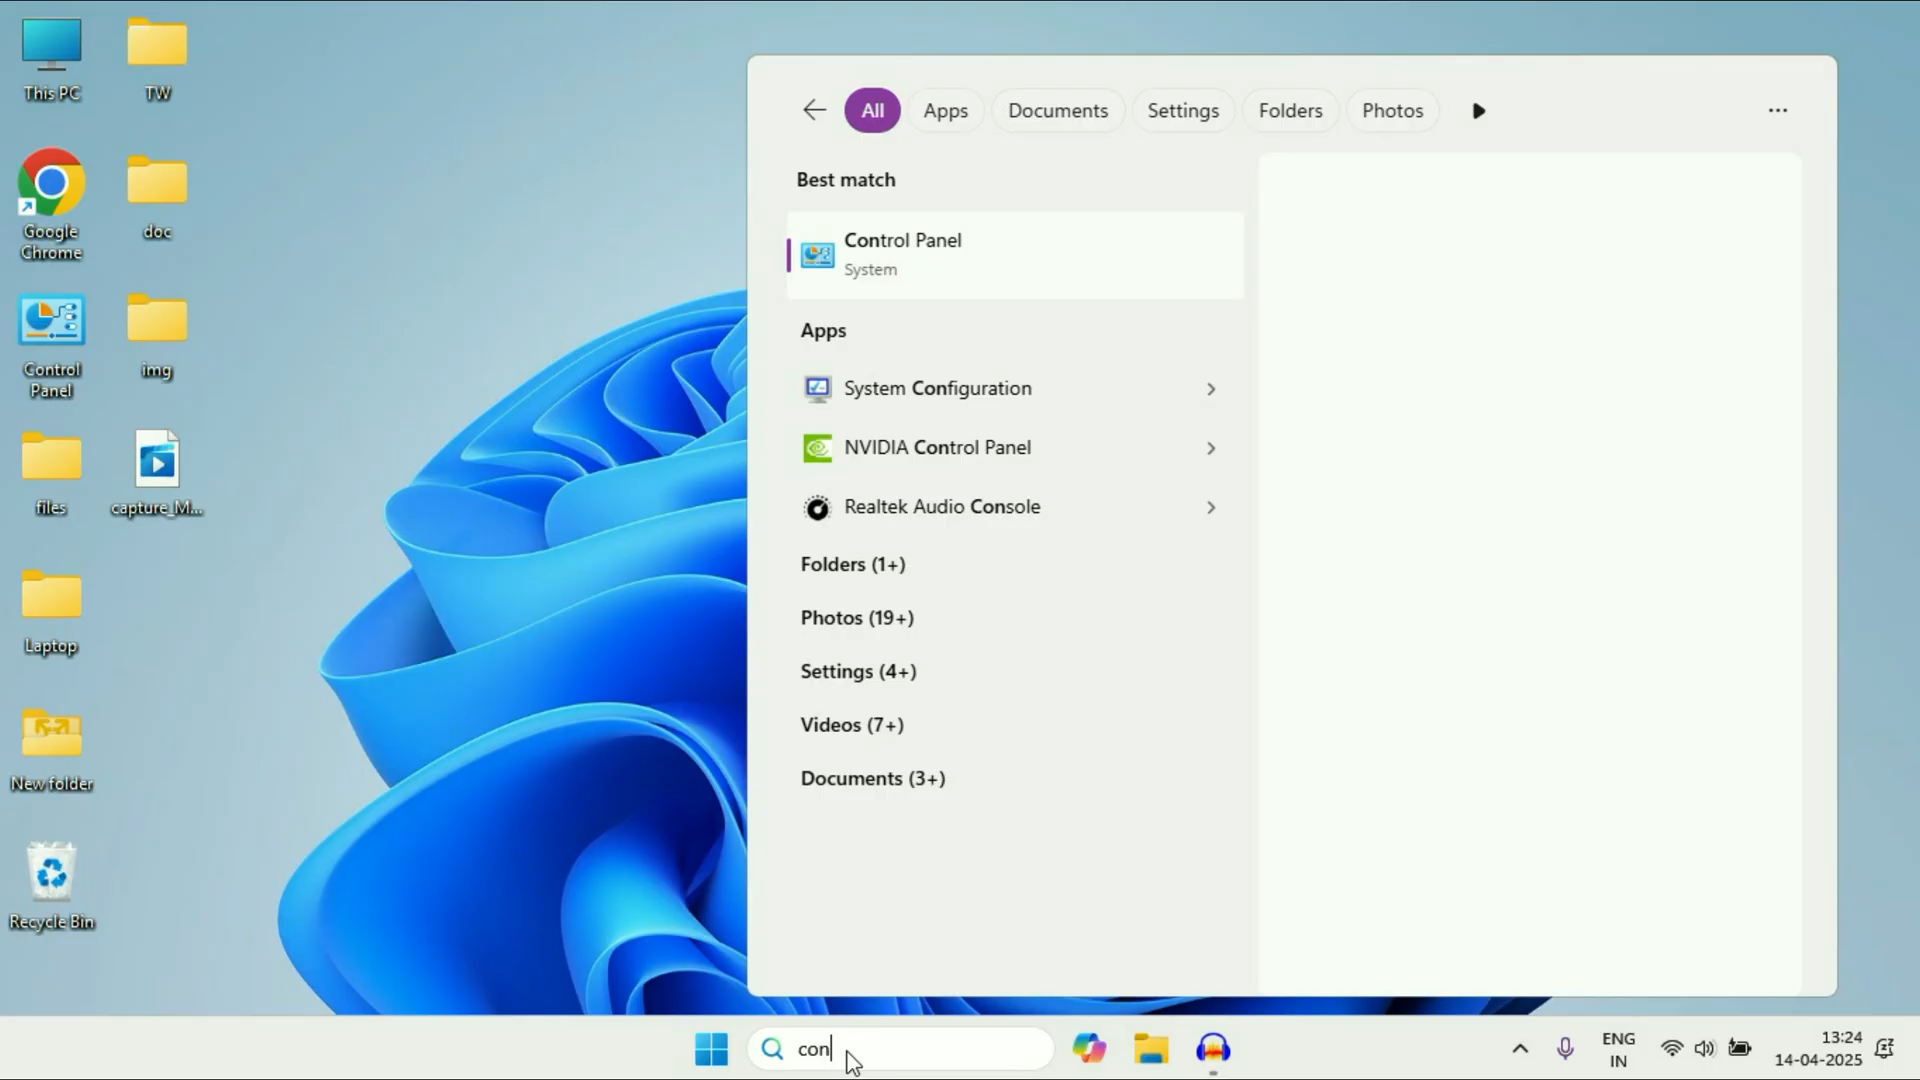 This PC
TW
Google
Chrome
doc
Control
Panel
img
files
capture_M...
Laptop
New folder
Recycle Bin
All
Apps
Documents
Settings
Folders
Photos
Best match
Control Panel
System
Apps
System Configuration
NVIDIA Control Panel
Realtek Audio Console
Folders (1+)
Photos (19+)
Settings (4+)
Videos (7+)
Documents (3+)
con
ENG
IN
13:24
14-04-2025